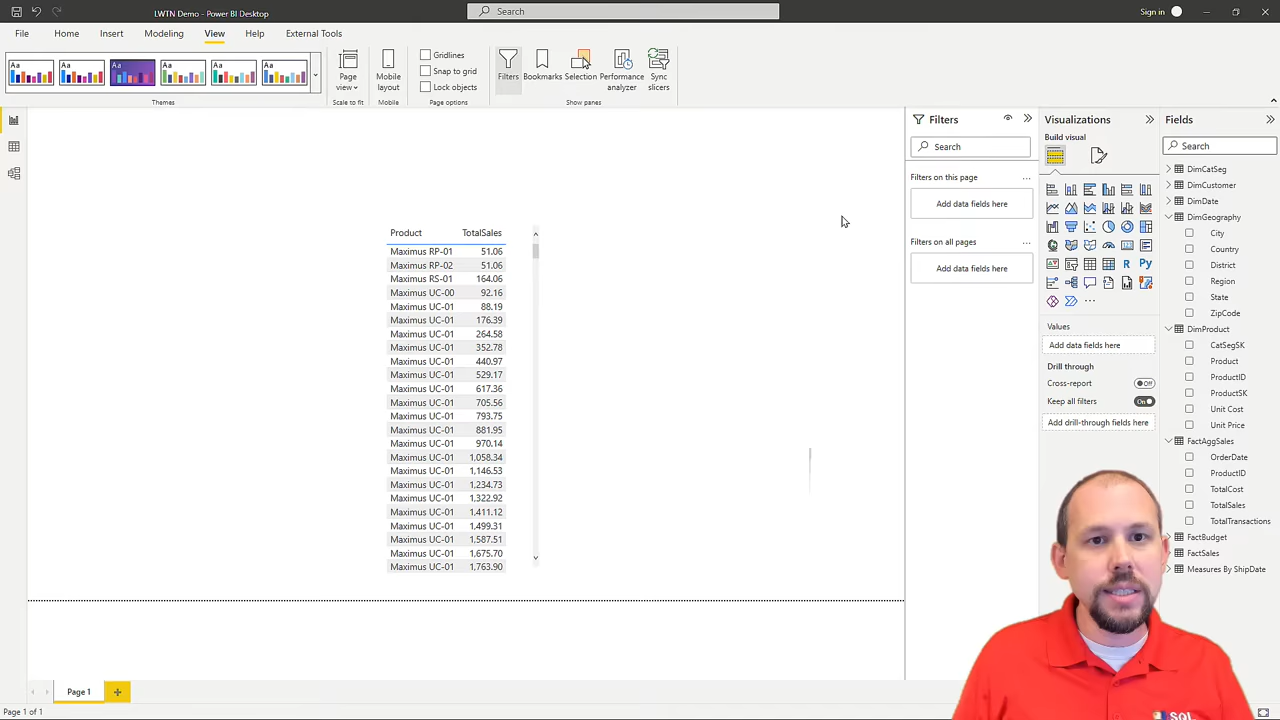 LWTN Demo - Power BI Desktop
Search
Sign in
File
Home
Insert
Modeling
View
Help
External Tools
Aa
Aa
Aa
Aa
Aa
Aa
Themes
Page view
Scale to fit
Mobile layout
Mobile
Gridlines
Snap to grid
Lock objects
Page options
Filters
Bookmarks
Selection
Performance analyzer
Sync slicers
Show panes
Product TotalSales
Maximus RP-01 51.06
Maximus RP-02 51.06
Maximus RS-01 164.06
Maximus UC-00 92.16
Maximus UC-01 88.19
Maximus UC-01 176.39
Maximus UC-01 264.58
Maximus UC-01 352.78
Maximus UC-01 440.97
Maximus UC-01 529.17
Maximus UC-01 617.36
Maximus UC-01 705.56
Maximus UC-01 793.75
Maximus UC-01 881.95
Maximus UC-01 970.14
Maximus UC-01 1,058.34
Maximus UC-01 1,146.53
Maximus UC-01 1,234.73
Maximus UC-01 1,322.92
Maximus UC-01 1,411.12
Maximus UC-01 1,499.31
Maximus UC-01 1,587.51
Maximus UC-01 1,675.70
Maximus UC-01 1,763.90
Filters
Search
Filters on this page ...
Add data fields here
Filters on all pages ...
Add data fields here
Visualizations
Build visual
R Py
123
...
Values
Add data fields here
Drill through
Cross-report Off
Keep all filters On
Add drill-through fields here
Fields
Search
DimCatSeg
DimCustomer
DimDate
DimGeography
City
Country
District
Region
State
ZipCode
DimProduct
CatSegSK
Product
ProductID
ProductSK
Unit Cost
Unit Price
FactAggSales
OrderDate
ProductID
TotalCost
TotalSales
TotalTransactions
FactBudget
FactSales
Measures By ShipDate
SQL
Page 1
Page 1 of 1